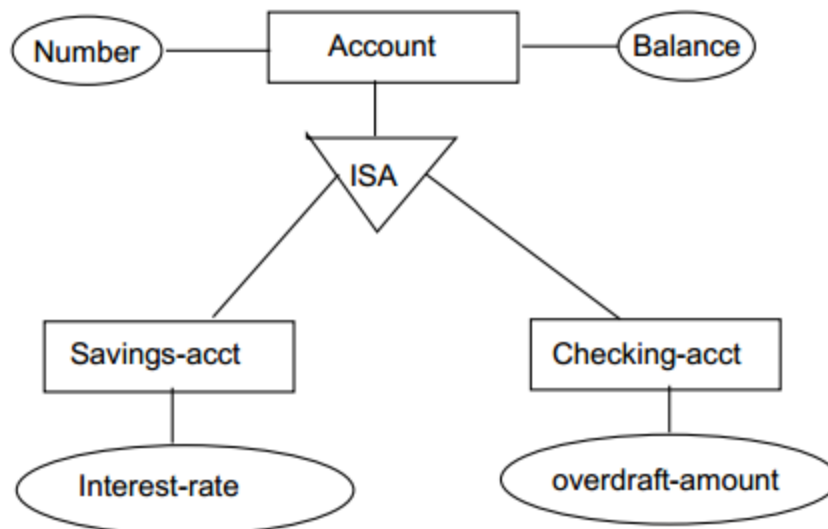 Number
Account
Balance
ISA
Savings-acct
Checking-acct
Interest-rate
overdraft-amount